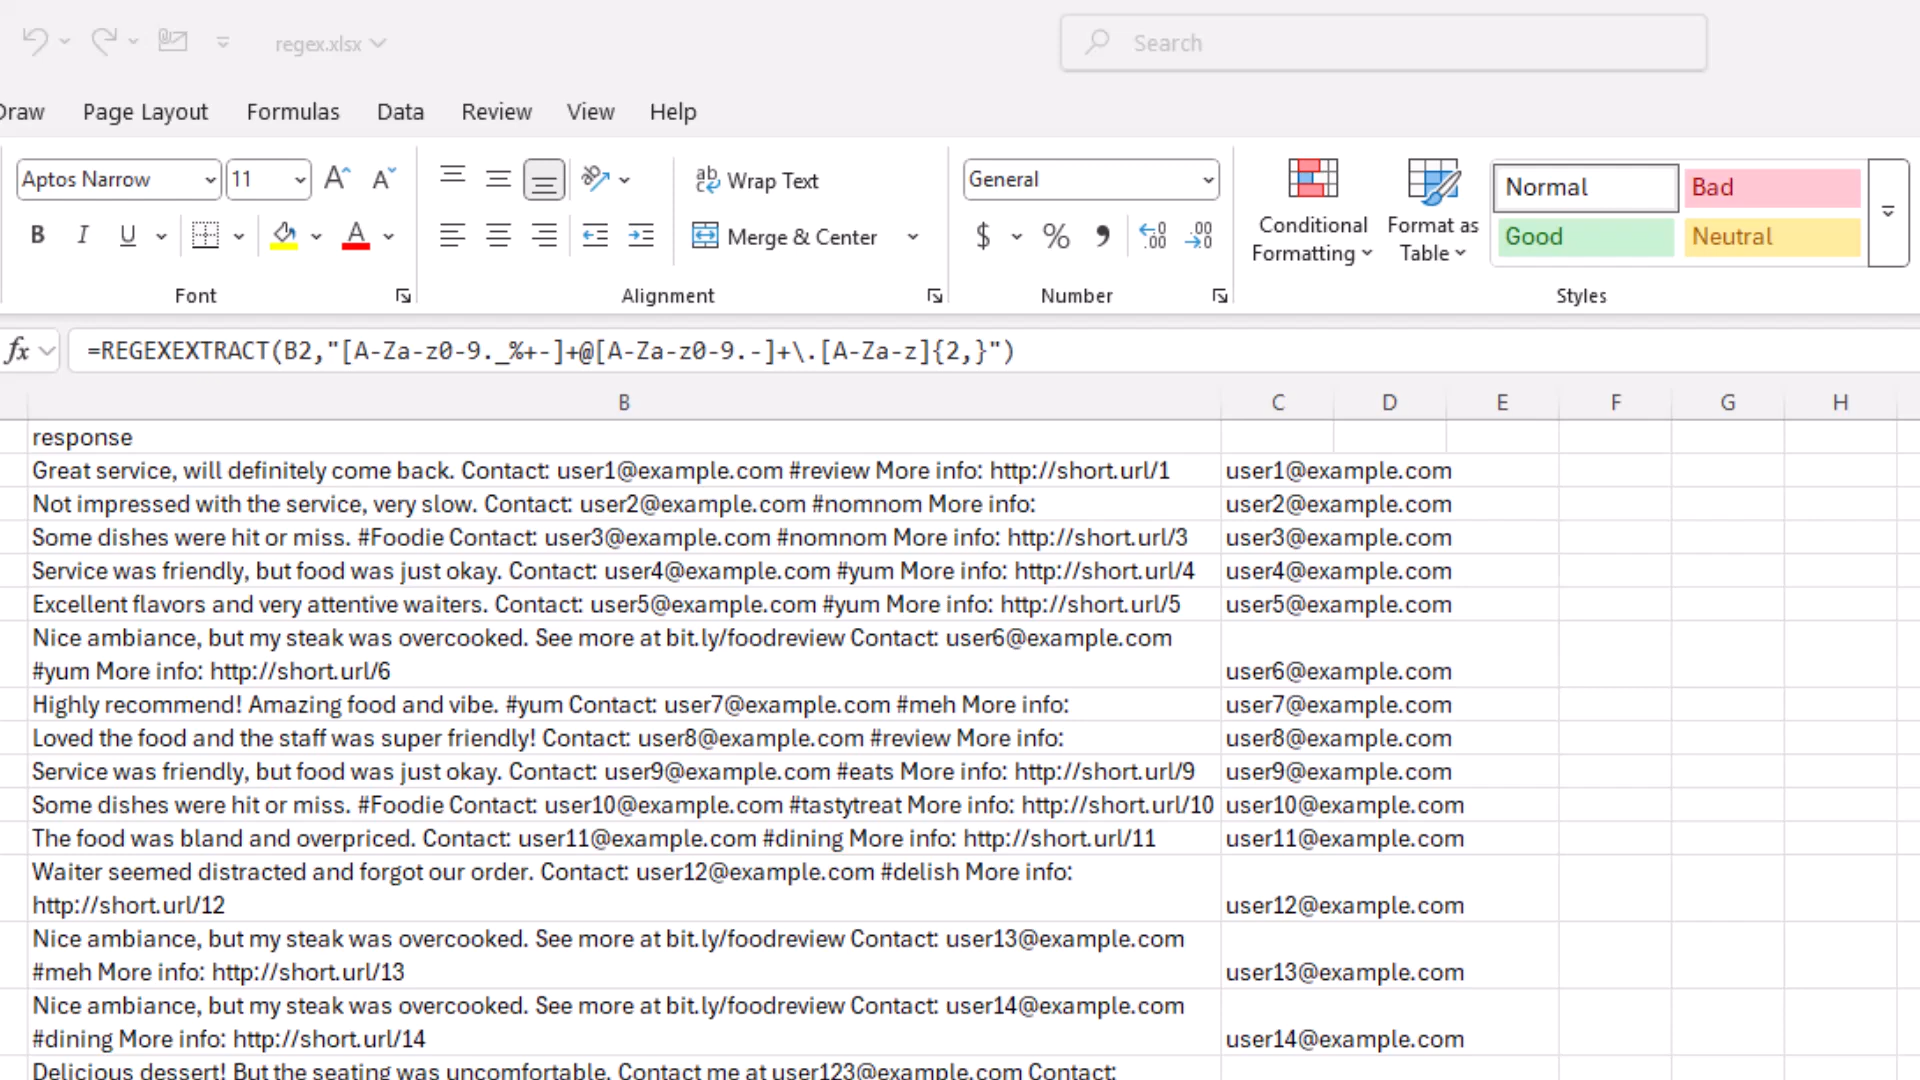 regex.xlsx
Search
Draw Page Layout Formulas Data Review View Help
Aptos Narrow 11 A A ab Wrap Text General
B I U A Merge & Center $ % , .00 .00
Conditional Formatting
Format as Table
Normal Bad
Good Neutral
Font Alignment Number Styles
fx =REGEXEXTRACT(B2,"[A-Za-z0-9._%+-]+@[A-Za-z0-9.-]+\.[A-Za-z]{2,}")
B C D E F G H
response
Great service, will definitely come back. Contact: user1@example.com #review More info: http://short.url/1 user1@example.com
Not impressed with the service, very slow. Contact: user2@example.com #nomnom More info: user2@example.com
Some dishes were hit or miss. #Foodie Contact: user3@example.com #nomnom More info: http://short.url/3 user3@example.com
Service was friendly, but food was just okay. Contact: user4@example.com #yum More info: http://short.url/4 user4@example.com
Excellent flavors and very attentive waiters. Contact: user5@example.com #yum More info: http://short.url/5 user5@example.com
Nice ambiance, but my steak was overcooked. See more at bit.ly/foodreview Contact: user6@example.com
#yum More info: http://short.url/6 user6@example.com
Highly recommend! Amazing food and vibe. #yum Contact: user7@example.com #meh More info: user7@example.com
Loved the food and the staff was super friendly! Contact: user8@example.com #review More info: user8@example.com
Service was friendly, but food was just okay. Contact: user9@example.com #eats More info: http://short.url/9 user9@example.com
Some dishes were hit or miss. #Foodie Contact: user10@example.com #tastytreat More info: http://short.url/10 user10@example.com
The food was bland and overpriced. Contact: user11@example.com #dining More info: http://short.url/11 user11@example.com
Waiter seemed distracted and forgot our order. Contact: user12@example.com #delish More info:
http://short.url/12 user12@example.com
Nice ambiance, but my steak was overcooked. See more at bit.ly/foodreview Contact: user13@example.com
#meh More info: http://short.url/13 user13@example.com
Nice ambiance, but my steak was overcooked. See more at bit.ly/foodreview Contact: user14@example.com
#dining More info: http://short.url/14 user14@example.com
Delicious dessert! But the seating was uncomfortable. Contact me at user123@example.com Contact: